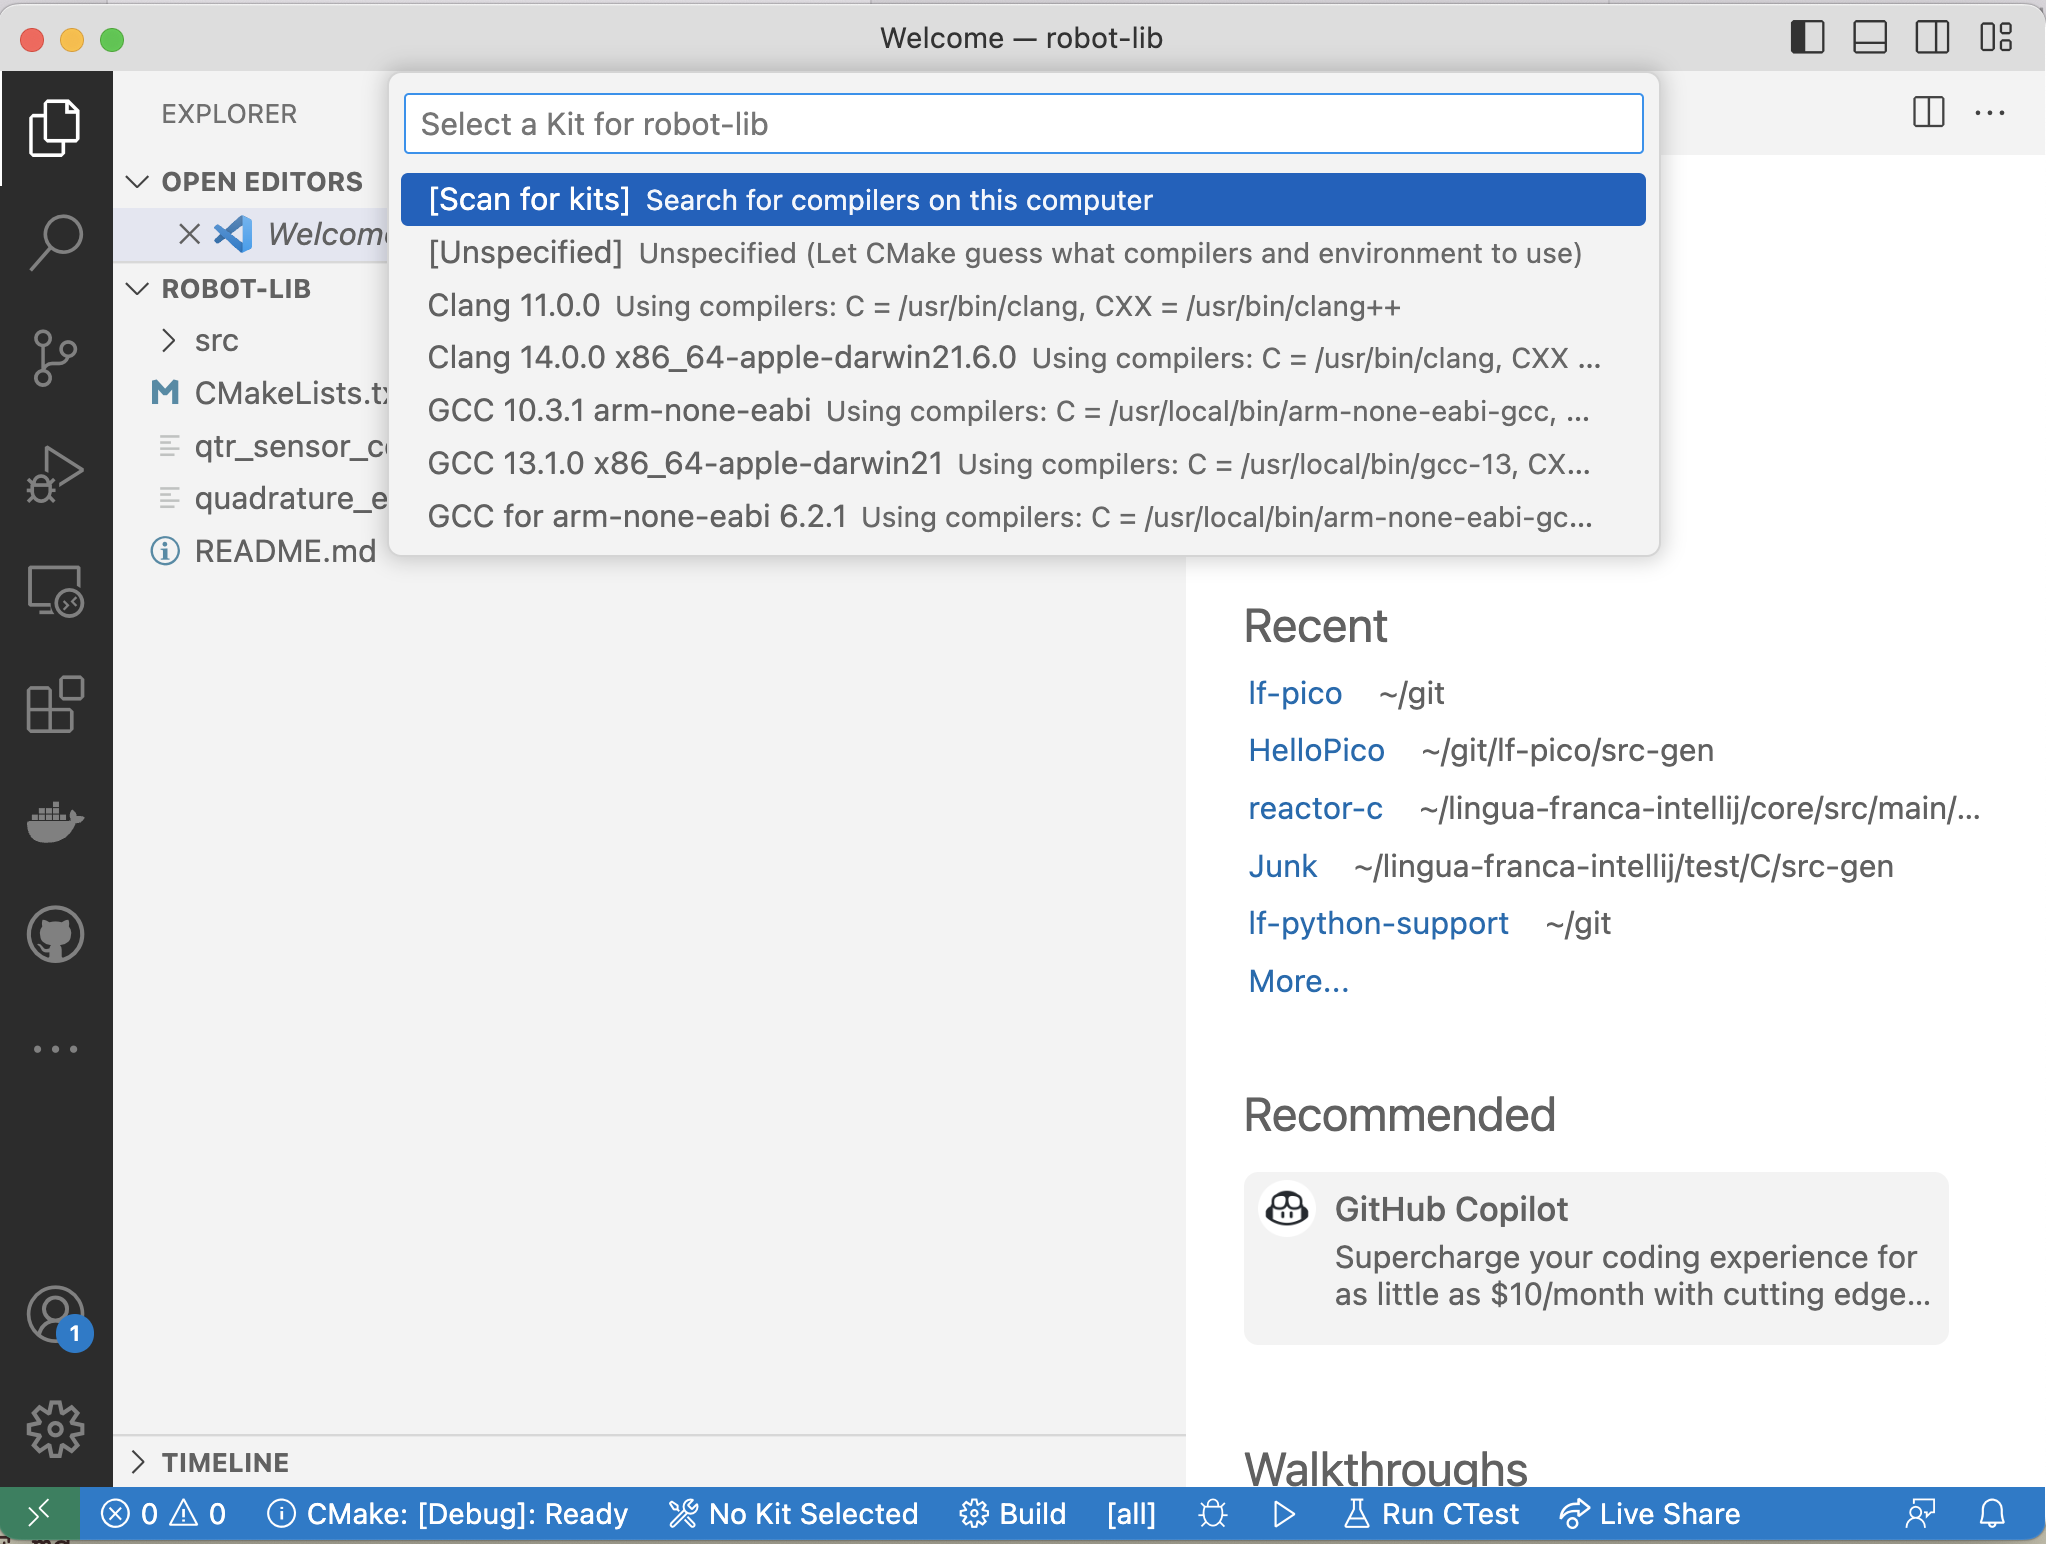 Welcome — robot-lib
EXPLORER
Select a Kit for robot-lib
[Scan for kits] Search for compilers on this computer
[Unspecified] Unspecified (Let CMake guess what compilers and environment to use)
Clang 11.0.0 Using compilers: C = /usr/bin/clang, CXX = /usr/bin/clang++
Clang 14.0.0 x86_64-apple-darwin21.6.0 Using compilers: C = /usr/bin/clang, CXX ...
GCC 10.3.1 arm-none-eabi Using compilers: C = /usr/local/bin/arm-none-eabi-gcc, ...
GCC 13.1.0 x86_64-apple-darwin21 Using compilers: C = /usr/local/bin/gcc-13, CX...
GCC for arm-none-eabi 6.2.1 Using compilers: C = /usr/local/bin/arm-none-eabi-gc...
OPEN EDITORS
Welcome
ROBOT-LIB
src
CMakeLists.tx
qtr_sensor_c
quadrature_e
README.md
TIMELINE
Recent
lf-pico ~/git
HelloPico ~/git/lf-pico/src-gen
reactor-c ~/lingua-franca-intellij/core/src/main/...
Junk ~/lingua-franca-intellij/test/C/src-gen
lf-python-support ~/git
More...
Recommended
GitHub Copilot
Supercharge your coding experience for
as little as $10/month with cutting edge...
Walkthroughs
1
0 0 CMake: [Debug]: Ready No Kit Selected Build [all] Run CTest Live Share